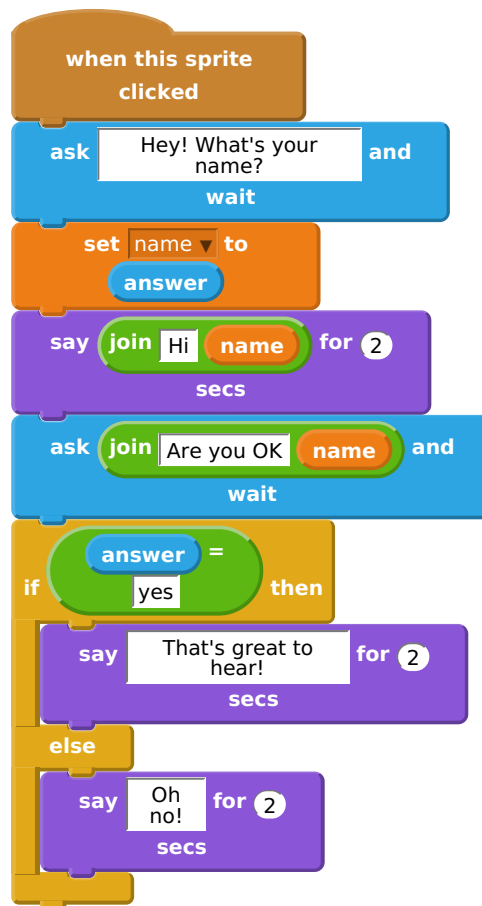 when this sprite
clicked
ask Hey! What's your name? and
wait
set name ▼ to
answer
say join Hi name for 2
secs
ask join Are you OK name and
wait
if answer = yes then
say That's great to hear! for 2
secs
else
say Oh no! for 2
secs